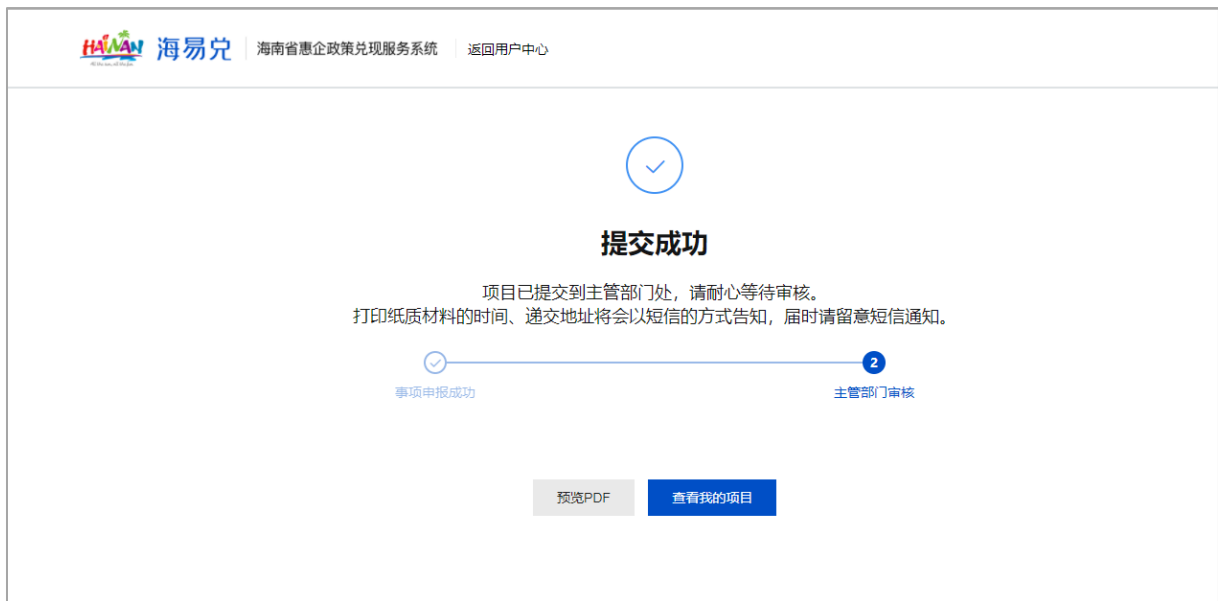 HAINAN 海易兑 海南省惠企政策兑现服务系统 返回用户中心
提交成功
项目已提交到主管部门处，请耐心等待审核。
打印纸质材料的时间、递交地址将会以短信的方式告知，届时请留意短信通知。
2
事项申报成功 主管部门审核
预览PDF 查看我的项目